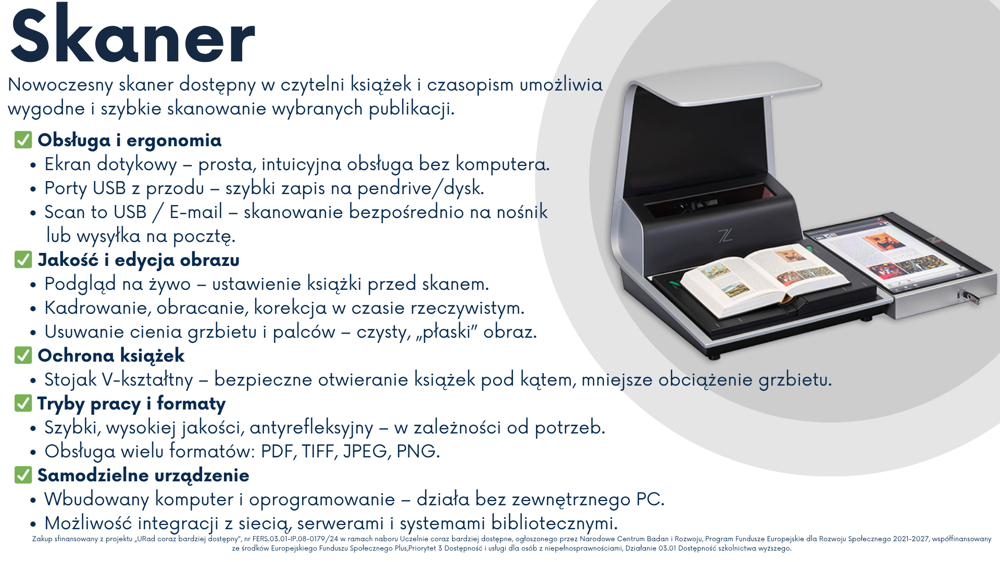 Skaner
Nowoczesny skaner dostępny w czytelni książek i czasopism umożliwia
wygodne i szybkie skanowanie wybranych publikacji.
✅ Obsługa i ergonomia
• Ekran dotykowy – prosta, intuicyjna obsługa bez komputera.
• Porty USB z przodu – szybki zapis na pendrive/dysk.
• Scan to USB / E-mail – skanowanie bezpośrednio na nośnik
lub wysyłka na pocztę.
✅ Jakość i edycja obrazu
• Podgląd na żywo – ustawienie książki przed skanem.
• Kadrowanie, obracanie, korekcja w czasie rzeczywistym.
• Usuwanie cienia grzbietu i palców – czysty, „płaski” obraz.
✅ Ochrona książek
• Stojak V-kształtny – bezpieczne otwieranie książek pod kątem, mniejsze obciążenie grzbietu.
✅ Tryby pracy i formaty
• Szybki, wysokiej jakości, antyrefleksyjny – w zależności od potrzeb.
• Obsługa wielu formatów: PDF, TIFF, JPEG, PNG.
✅ Samodzielne urządzenie
• Wbudowany komputer i oprogramowanie – działa bez zewnętrznego PC.
• Możliwość integracji z siecią, serwerami i systemami bibliotecznymi.
Zakup sfinansowany z projektu „URad coraz bardziej dostępny”, nr FERS.03.01-IP.08-0179/24 w ramach naboru Uczelnie coraz bardziej dostępne, ogłoszonego przez Narodowe Centrum Badan i Rozwoju, Program Fundusze Europejskie dla Rozwoju Społecznego 2021-2027, współfinansowany
ze środków Europejskiego Funduszu Społecznego Plus,Priorytet 3 Dostępność i usługi dla osób z niepełnosprawnościami, Działanie 03.01 Dostępność szkolnictwa wyższego.